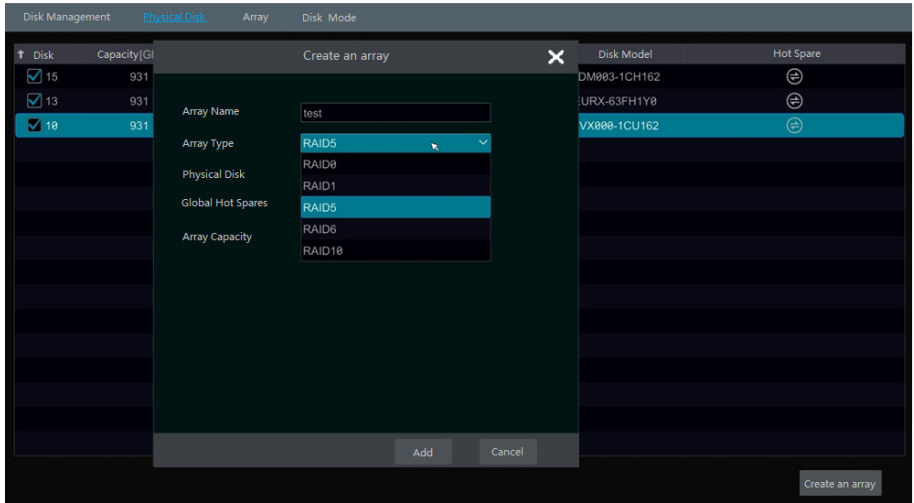 Disk Management Physical Disk Array Disk Mode
Disk Capacity(G Create an array Disk Model Hot Spare
15 931 DM003-1CH162
13 931 EURX-63FH1Y0
10 931 VX000-1CU162
Array Name test
Array Type RAID5
RAID0
Physical Disk
RAID1
Global Hot Spares
RAID5
RAID6
Array Capacity
RAID10
Add Cancel
Create an array